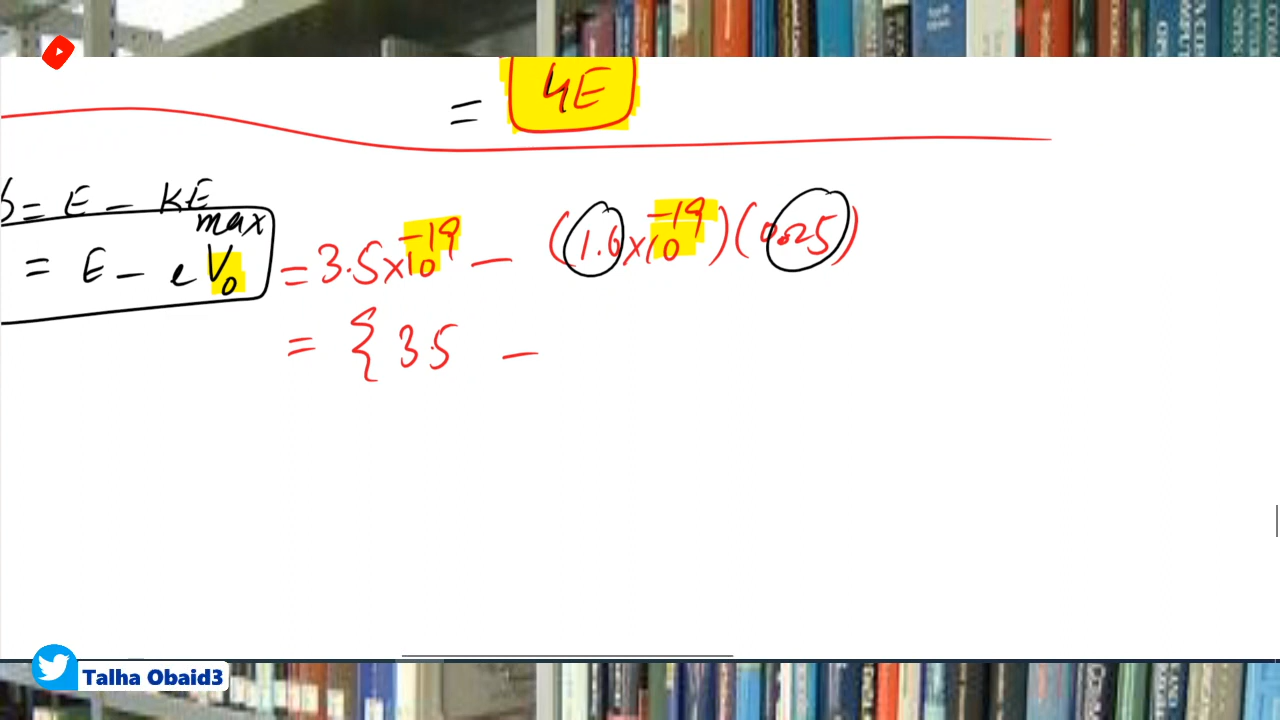 = 4E
ϕ = E - KE max
= E - eV₀ = 3.5×10⁻¹⁹ - (1.6×10⁻¹⁹)(0.25)
= { 3.5 -
Talha Obaid3